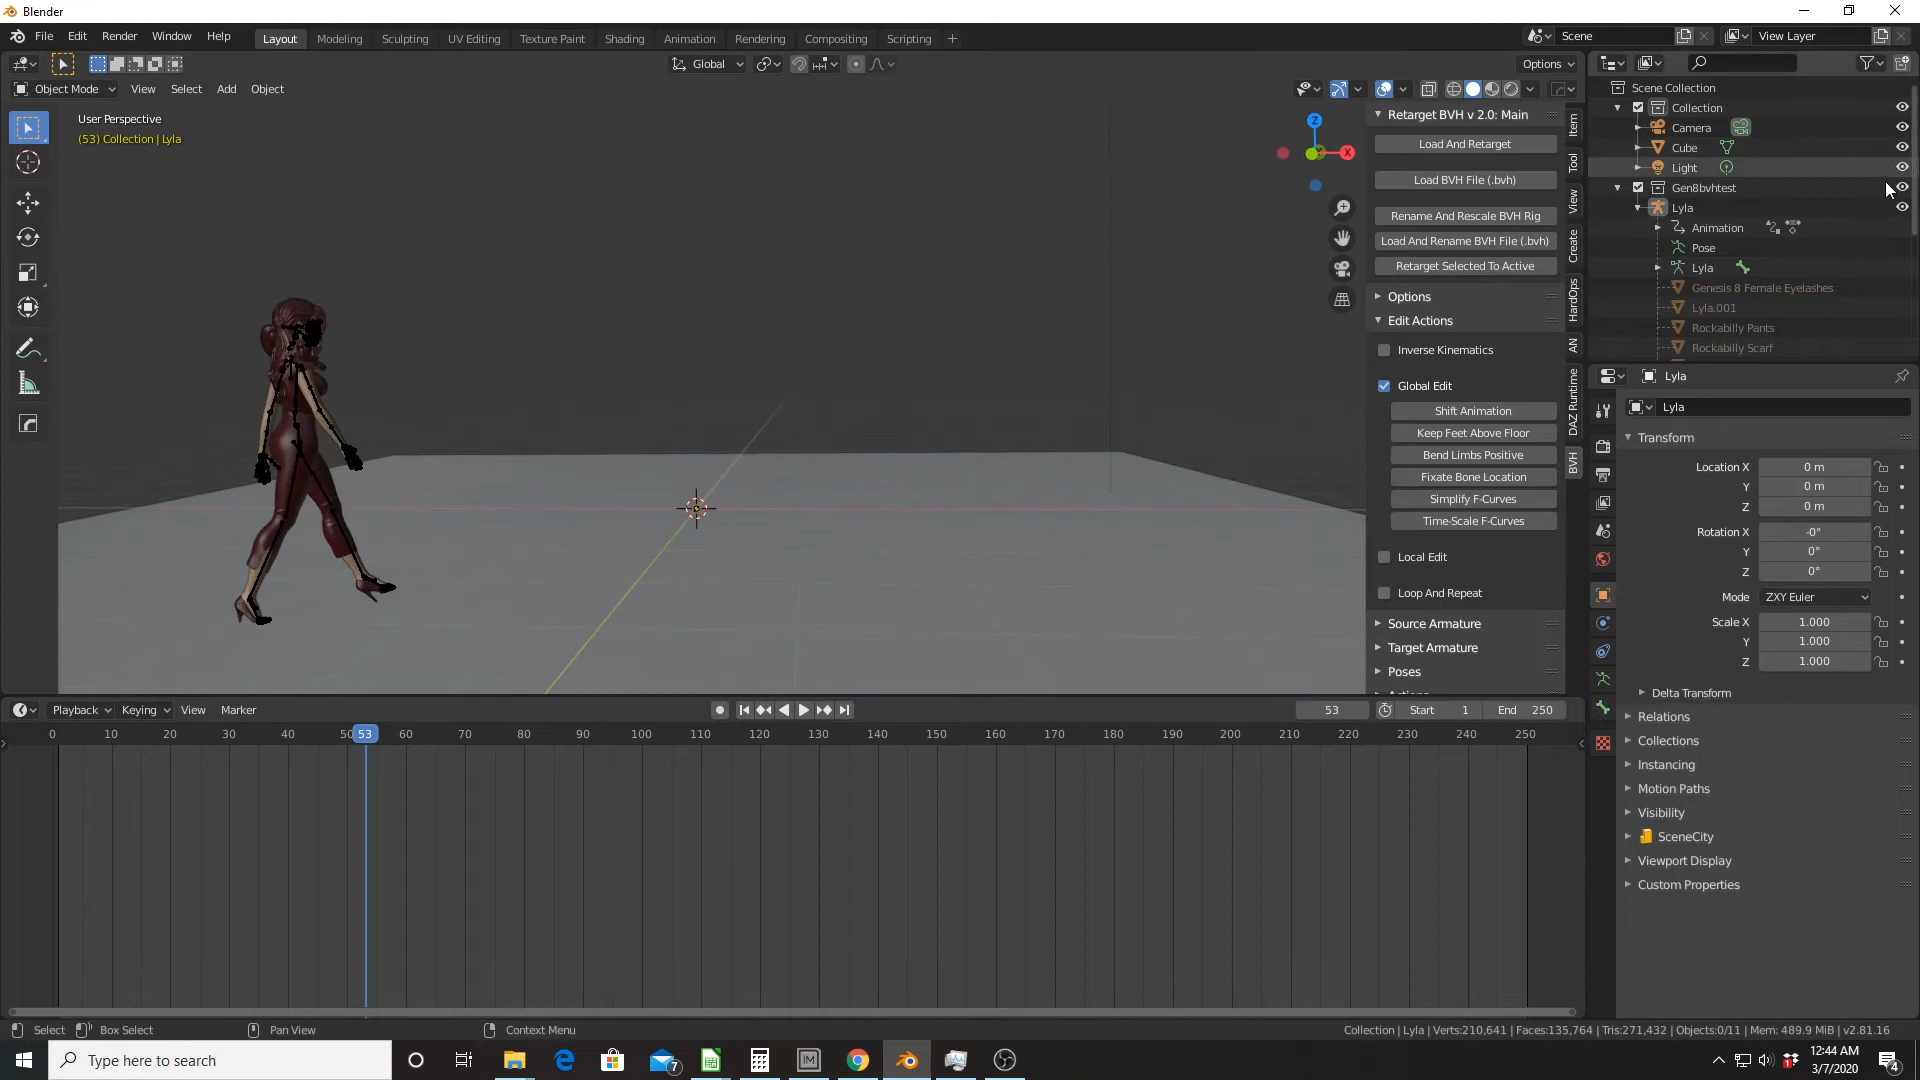 Blender
File Edit Render Window Help Layout Modeling Sculpting UV Editing Texture Paint Shading Animation Rendering Compositing Scripting + Scene View Layer
Global Options
Object Mode View Select Add Object
User Perspective
(53) Collection | Lyla
Z
X
Retarget BVH v 2.0: Main
Load And Retarget
Load BVH File (.bvh)
Rename And Rescale BVH Rig
Load And Rename BVH File (.bvh)
Retarget Selected To Active
Options
Edit Actions
Inverse Kinematics
Global Edit
Shift Animation
Keep Feet Above Floor
Bend Limbs Positive
Fixate Bone Location
Simplify F-Curves
Time-Scale F-Curves
Local Edit
Loop And Repeat
Source Armature
Target Armature
Poses
Item
Tool
View
Create
HardOps
AN
DAZ Runtime
BVH
Scene Collection
Collection
Camera
Cube
Light
Gen8bvhtest
Lyla
Animation
Pose
Lyla
Genesis 8 Female Eyelashes
Lyla.001
Rockabilly Pants
Rockabilly Scarf
Lyla
Lyla
Transform
Location X 0 m
Y 0 m
Z 0 m
Rotation X -0°
Y 0°
Z 0°
Mode ZXY Euler
Scale X 1.000
Y 1.000
Z 1.000
Delta Transform
Relations
Collections
Instancing
Motion Paths
Visibility
SceneCity
Viewport Display
Custom Properties
Playback Keying View Marker 53 Start 1 End 250
0 10 20 30 40 50 53 60 70 80 90 100 110 120 130 140 150 160 170 180 190 200 210 220 230 240 250
Select Box Select Pan View Context Menu Collection | Lyla | Verts:210,641 | Faces:135,764 | Tris:271,432 | Objects:0/11 | Mem: 489.9 MiB | v2.81.16
Type here to search 7 IM 12:44 AM
3/7/2020 4